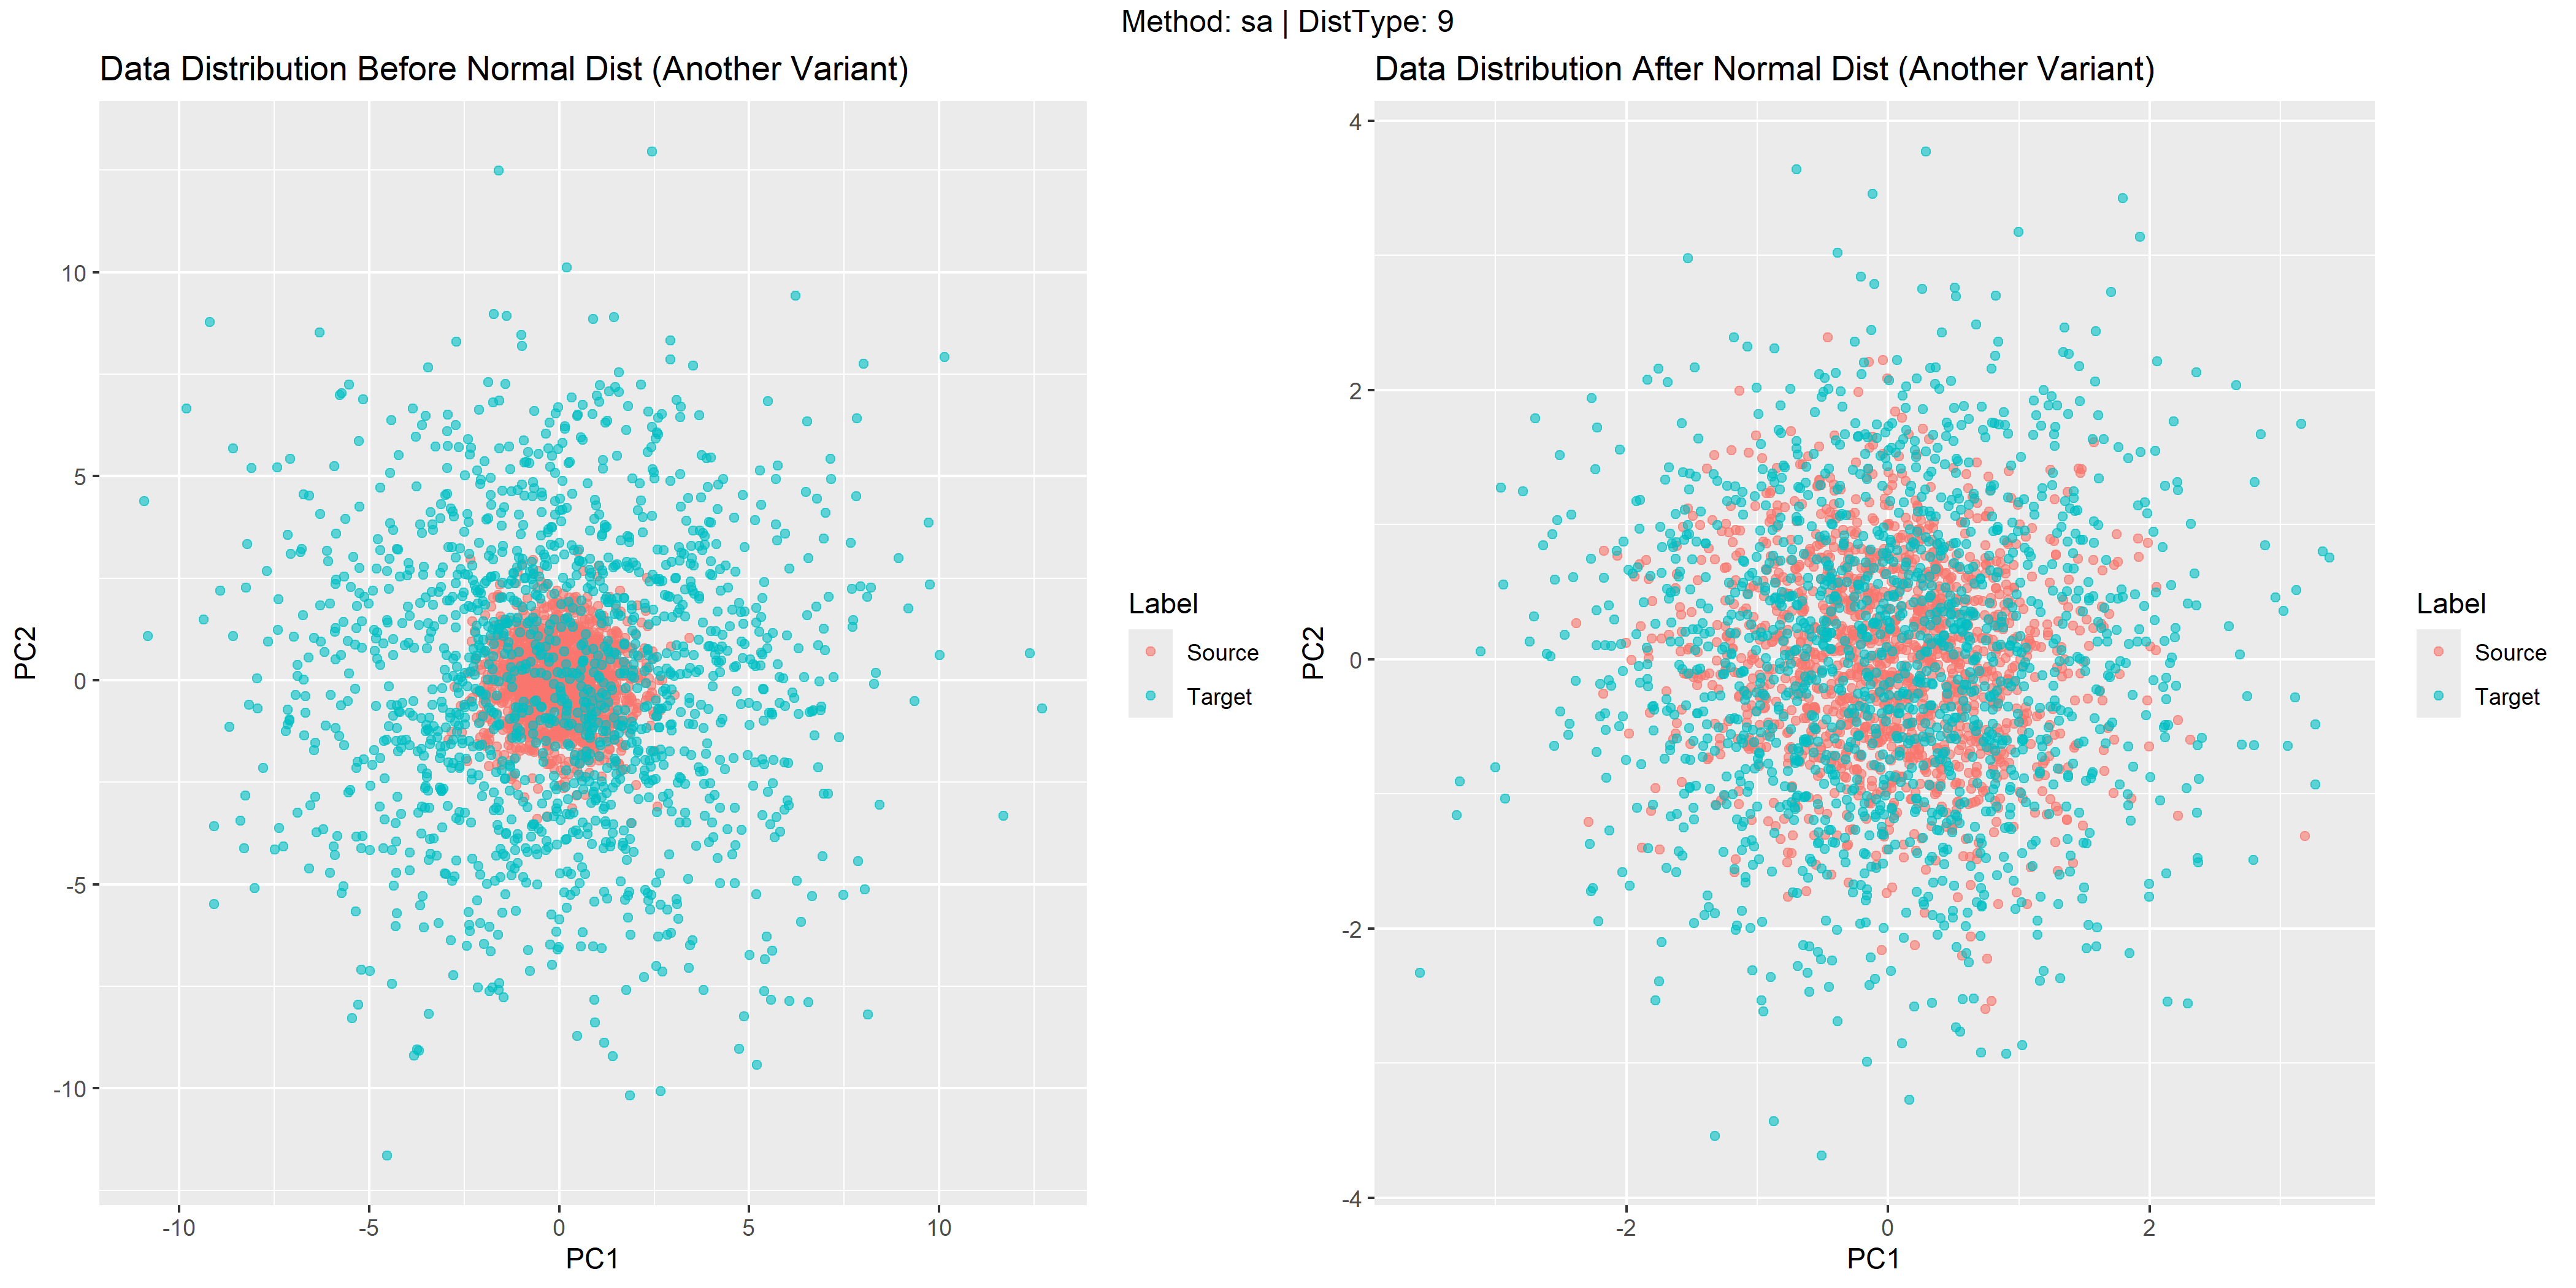 Method: sa | DistType: 9
Data Distribution Before Normal Dist (Another Variant)
10
5
0
-5
-10
PC2
-10
-5
0
5
10
PC1
Label
Source
Target
Data Distribution After Normal Dist (Another Variant)
4
2
0
-2
-4
PC2
-2
0
2
PC1
Label
Source
Target